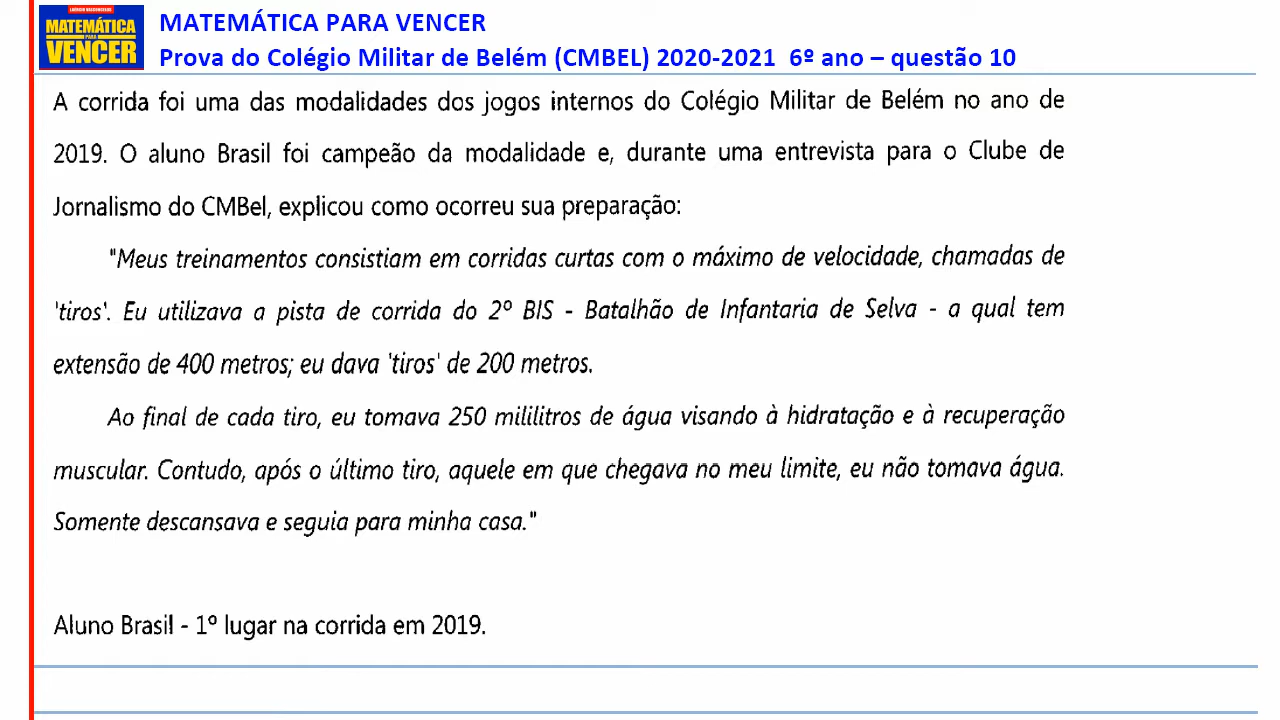 LAÉRCIO VASCONCELOS
MATEMÁTICA
PARA
VENCER
MATEMÁTICA PARA VENCER
Prova do Colégio Militar de Belém (CMBEL) 2020-2021 6º ano – questão 10
A corrida foi uma das modalidades dos jogos internos do Colégio Militar de Belém no ano de
2019. O aluno Brasil foi campeão da modalidade e, durante uma entrevista para o Clube de
Jornalismo do CMBel, explicou como ocorreu sua preparação:
"Meus treinamentos consistiam em corridas curtas com o máximo de velocidade, chamadas de
'tiros'. Eu utilizava a pista de corrida do 2º BIS - Batalhão de Infantaria de Selva - a qual tem
extensão de 400 metros; eu dava 'tiros' de 200 metros.
Ao final de cada tiro, eu tomava 250 mililitros de água visando à hidratação e à recuperação
muscular. Contudo, após o último tiro, aquele em que chegava no meu limite, eu não tomava água.
Somente descansava e seguia para minha casa."
Aluno Brasil - 1º lugar na corrida em 2019.